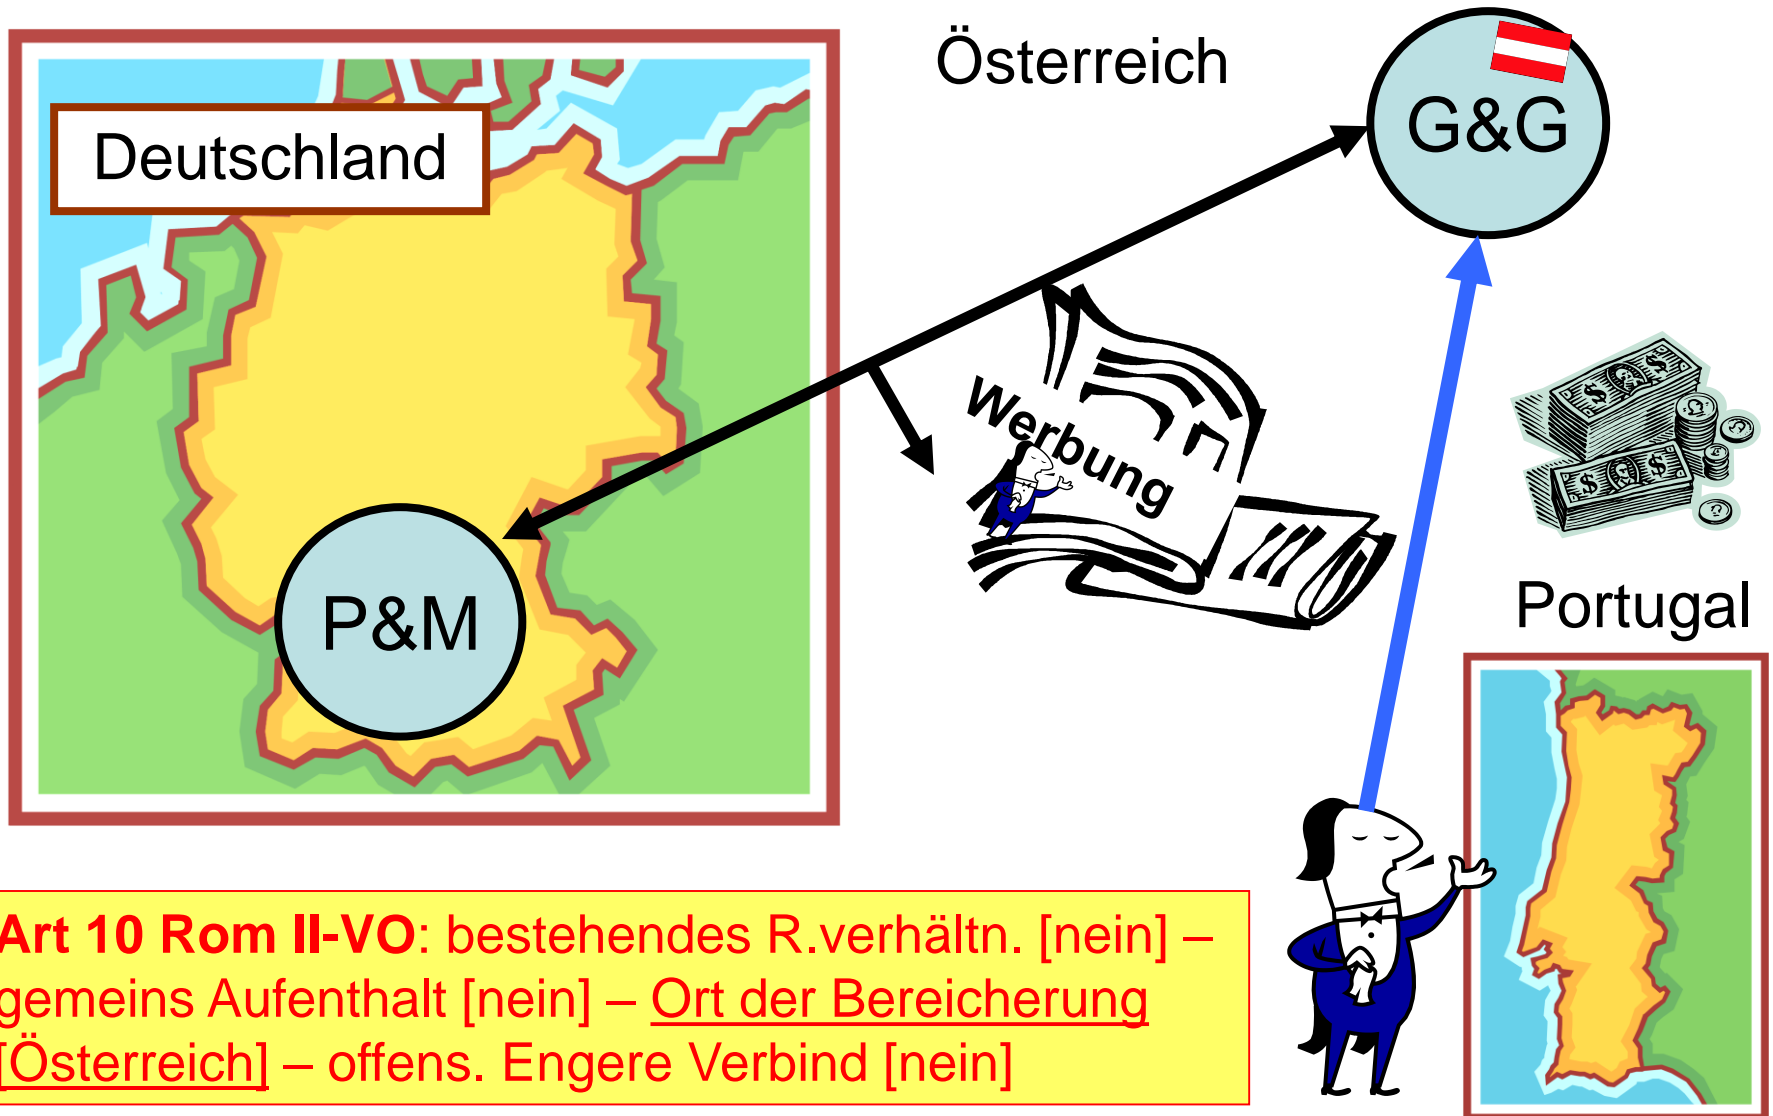 Österreich
G&G
Deutschland
Werbung
P&M
Portugal
Art 10 Rom II-VO: bestehendes R.verhältn. [nein] –
gemeins Aufenthalt [nein] – Ort der Bereicherung
[Österreich] – offens. Engere Verbind [nein]